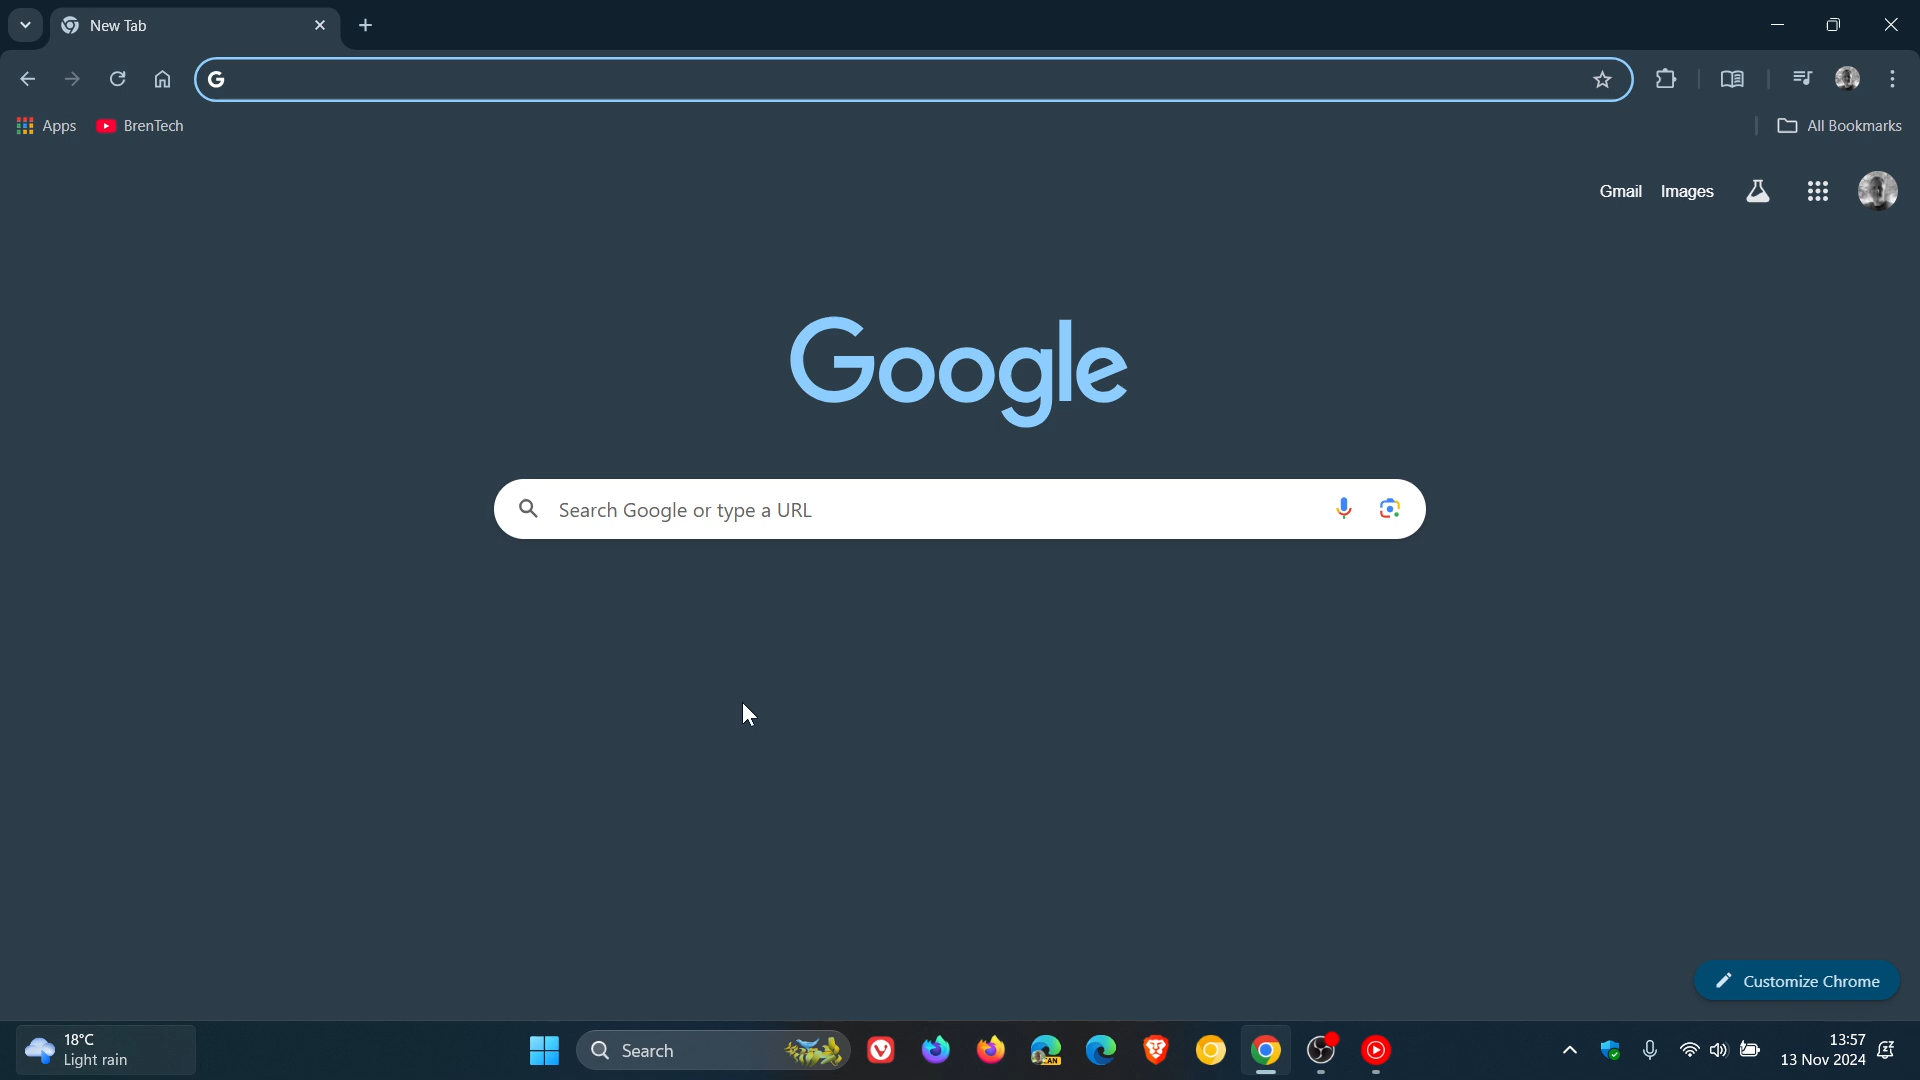 New Tab
Apps
BrenTech
All Bookmarks
Gmail
Images
Google
Search Google or type a URL
Customize Chrome
18°C
Light rain
Search
CAN
13:57
13 Nov 2024